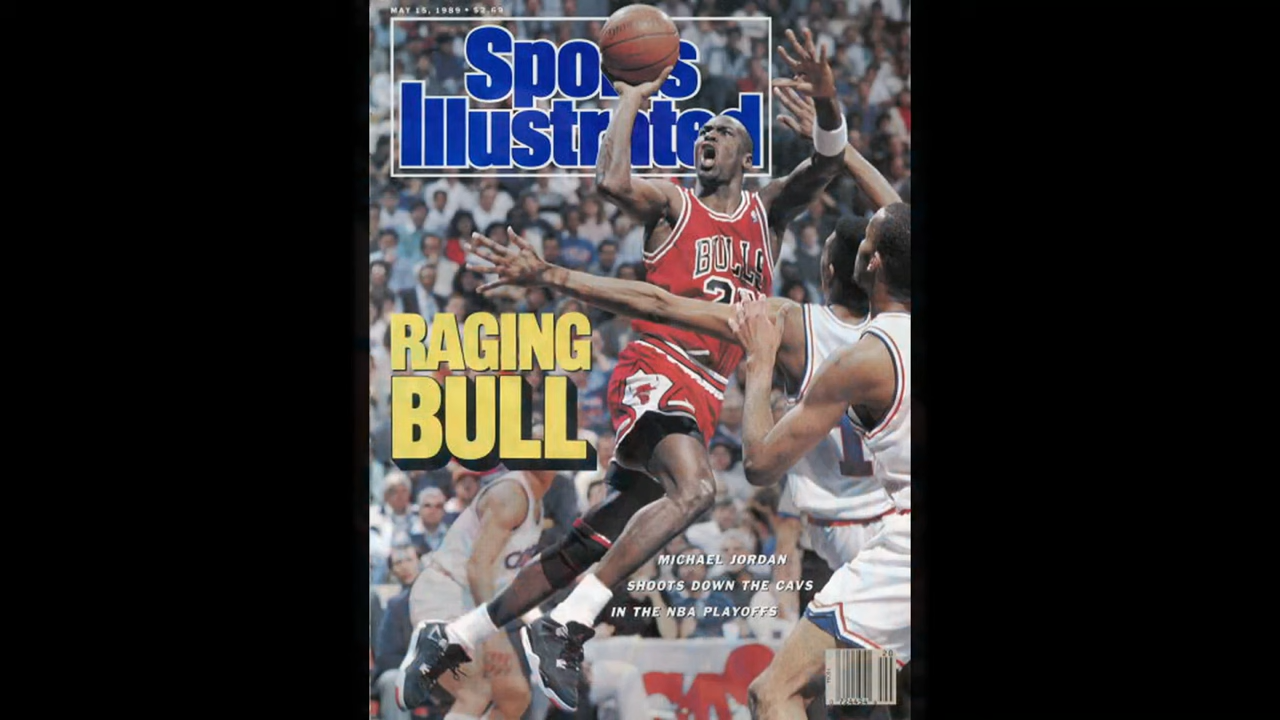 MAY 15, 1989 • $2.69
Sports
Illustrated
BULLS
RAGING
BULL
MICHAEL JORDAN
SHOOTS DOWN THE CAVS
IN THE NBA PLAYOFFS